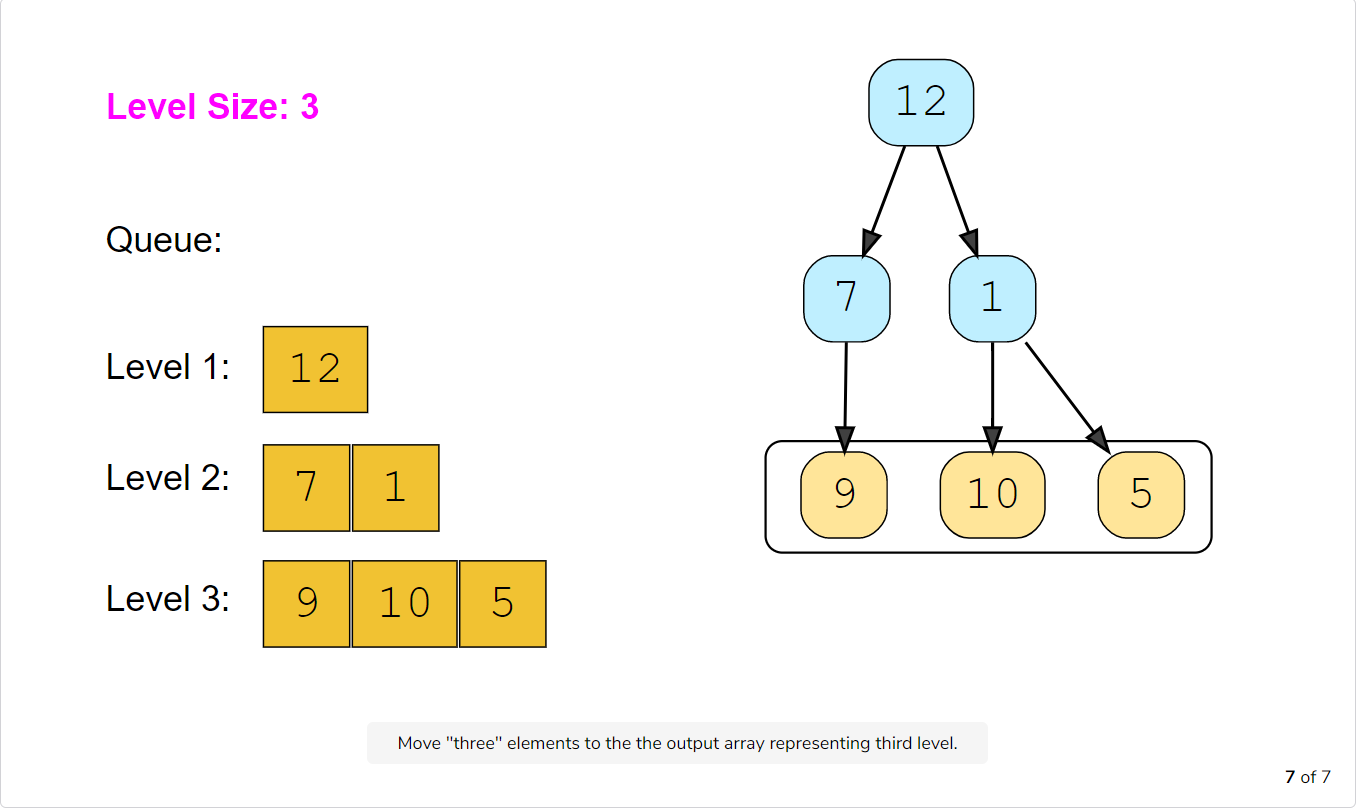 Level Size: 3
Queue:
Level 1: 12
Level 2: 7 1
Level 3: 9 10 5
12
7 1
9 10 5
Move "three" elements to the the output array representing third level.
7 of 7